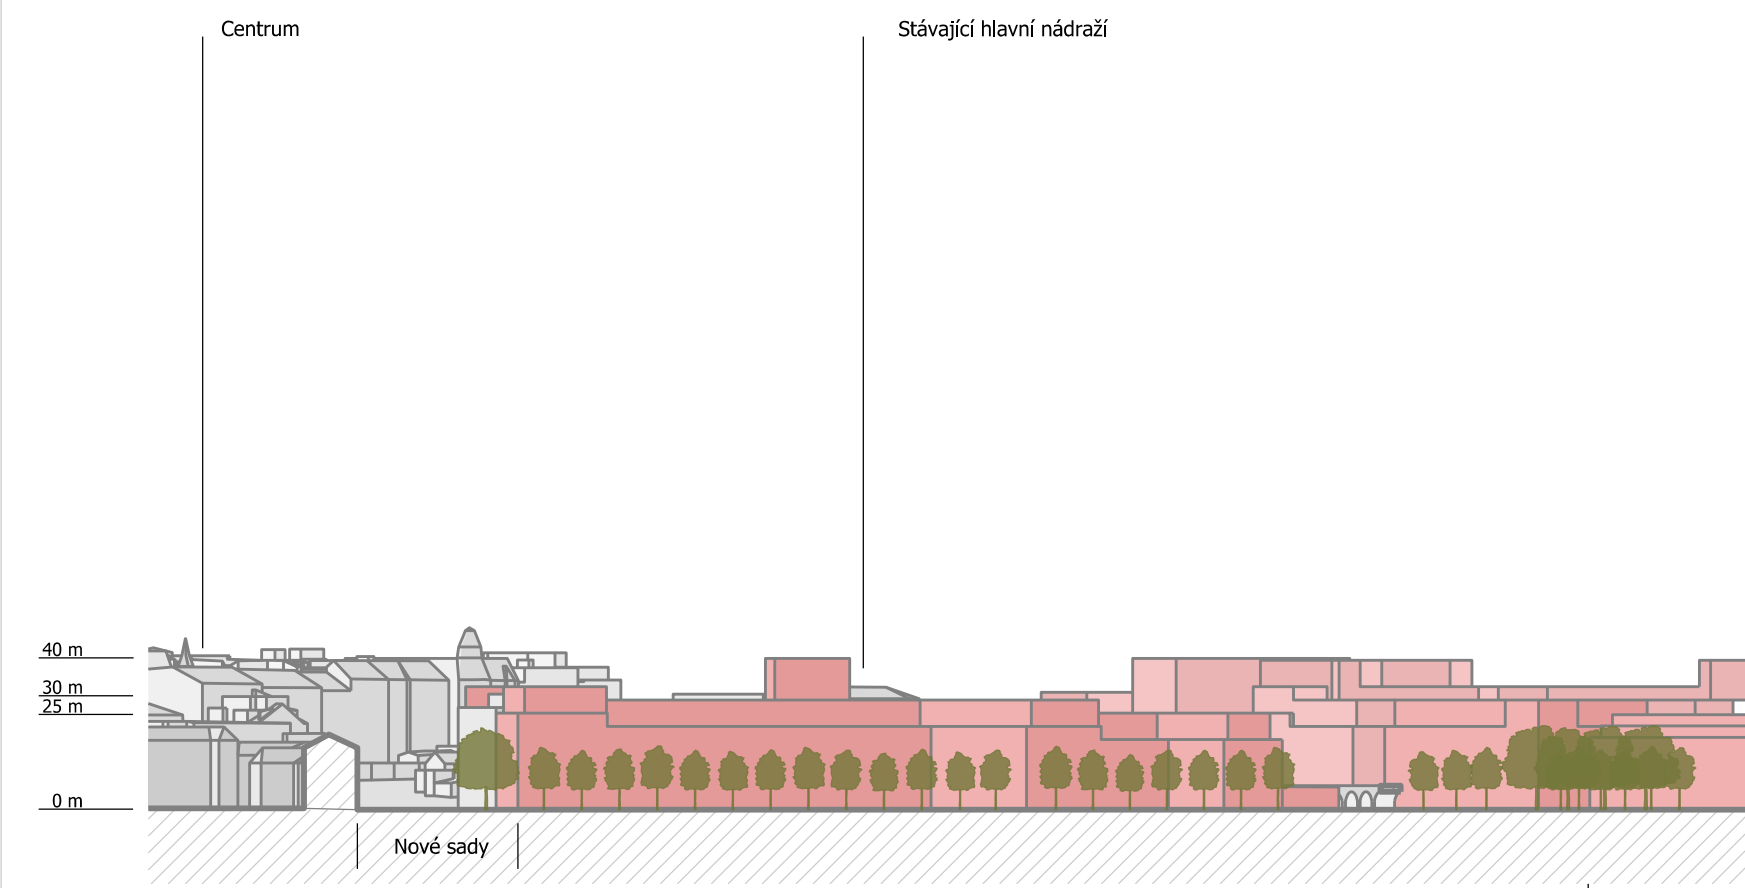 Centrum
Stávající hlavní nádraží
40 m
30 m
25 m
0 m
Nové sady